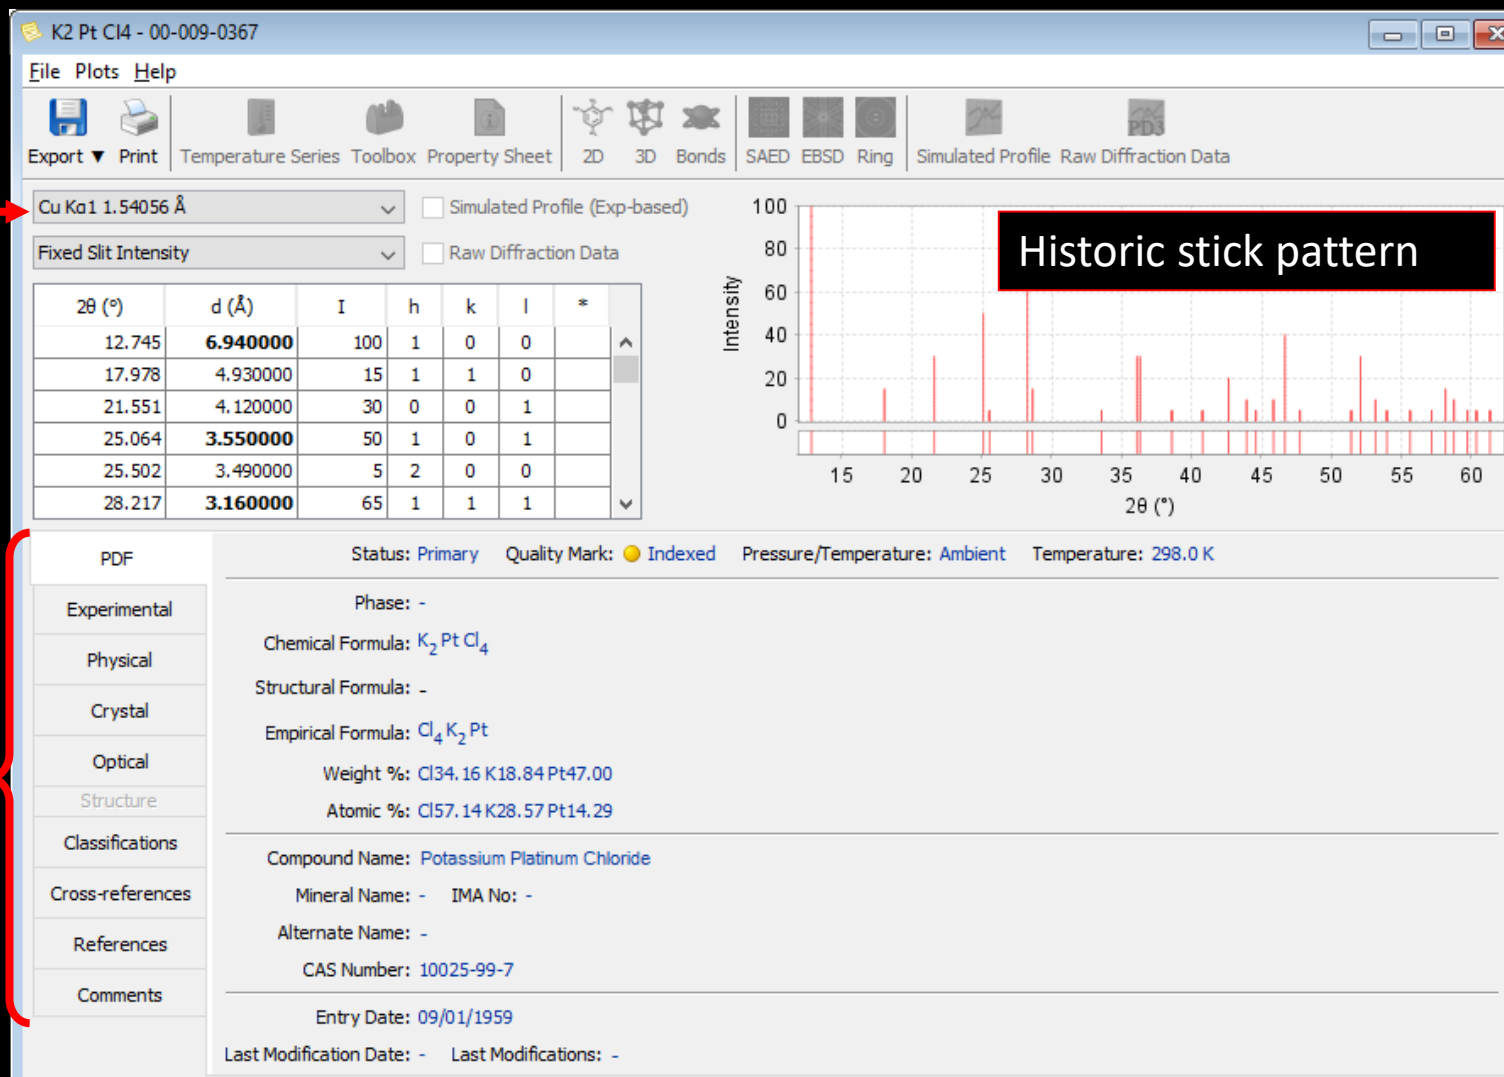 K2 Pt Cl4 - 00-009-0367
File Plots Help
Export ▼ Print Temperature Series Toolbox Property Sheet 2D 3D Bonds SAED EBSD Ring Simulated Profile PD3 Raw Diffraction Data
Cu Kα1 1.54056 Å
Simulated Profile (Exp-based)
Fixed Slit Intensity
Raw Diffraction Data
2θ (°) d (Å) I h k l *
12.745 6.940000 100 1 0 0
17.978 4.930000 15 1 1 0
21.551 4.120000 30 0 0 1
25.064 3.550000 50 1 0 1
25.502 3.490000 5 2 0 0
28.217 3.160000 65 1 1 1
Historic stick pattern
Intensity
100
80
60
40
20
0
15 20 25 30 35 40 45 50 55 60
2θ (°)
PDF
Experimental
Physical
Crystal
Optical
Structure
Classifications
Cross-references
References
Comments
Status: Primary Quality Mark: Indexed Pressure/Temperature: Ambient Temperature: 298.0 K
Phase: -
Chemical Formula: K2 Pt Cl4
Structural Formula: -
Empirical Formula: Cl4 K2 Pt
Weight %: Cl34.16 K18.84 Pt47.00
Atomic %: Cl57.14 K28.57 Pt14.29
Compound Name: Potassium Platinum Chloride
Mineral Name: - IMA No: -
Alternate Name: -
CAS Number: 10025-99-7
Entry Date: 09/01/1959
Last Modification Date: - Last Modifications: -